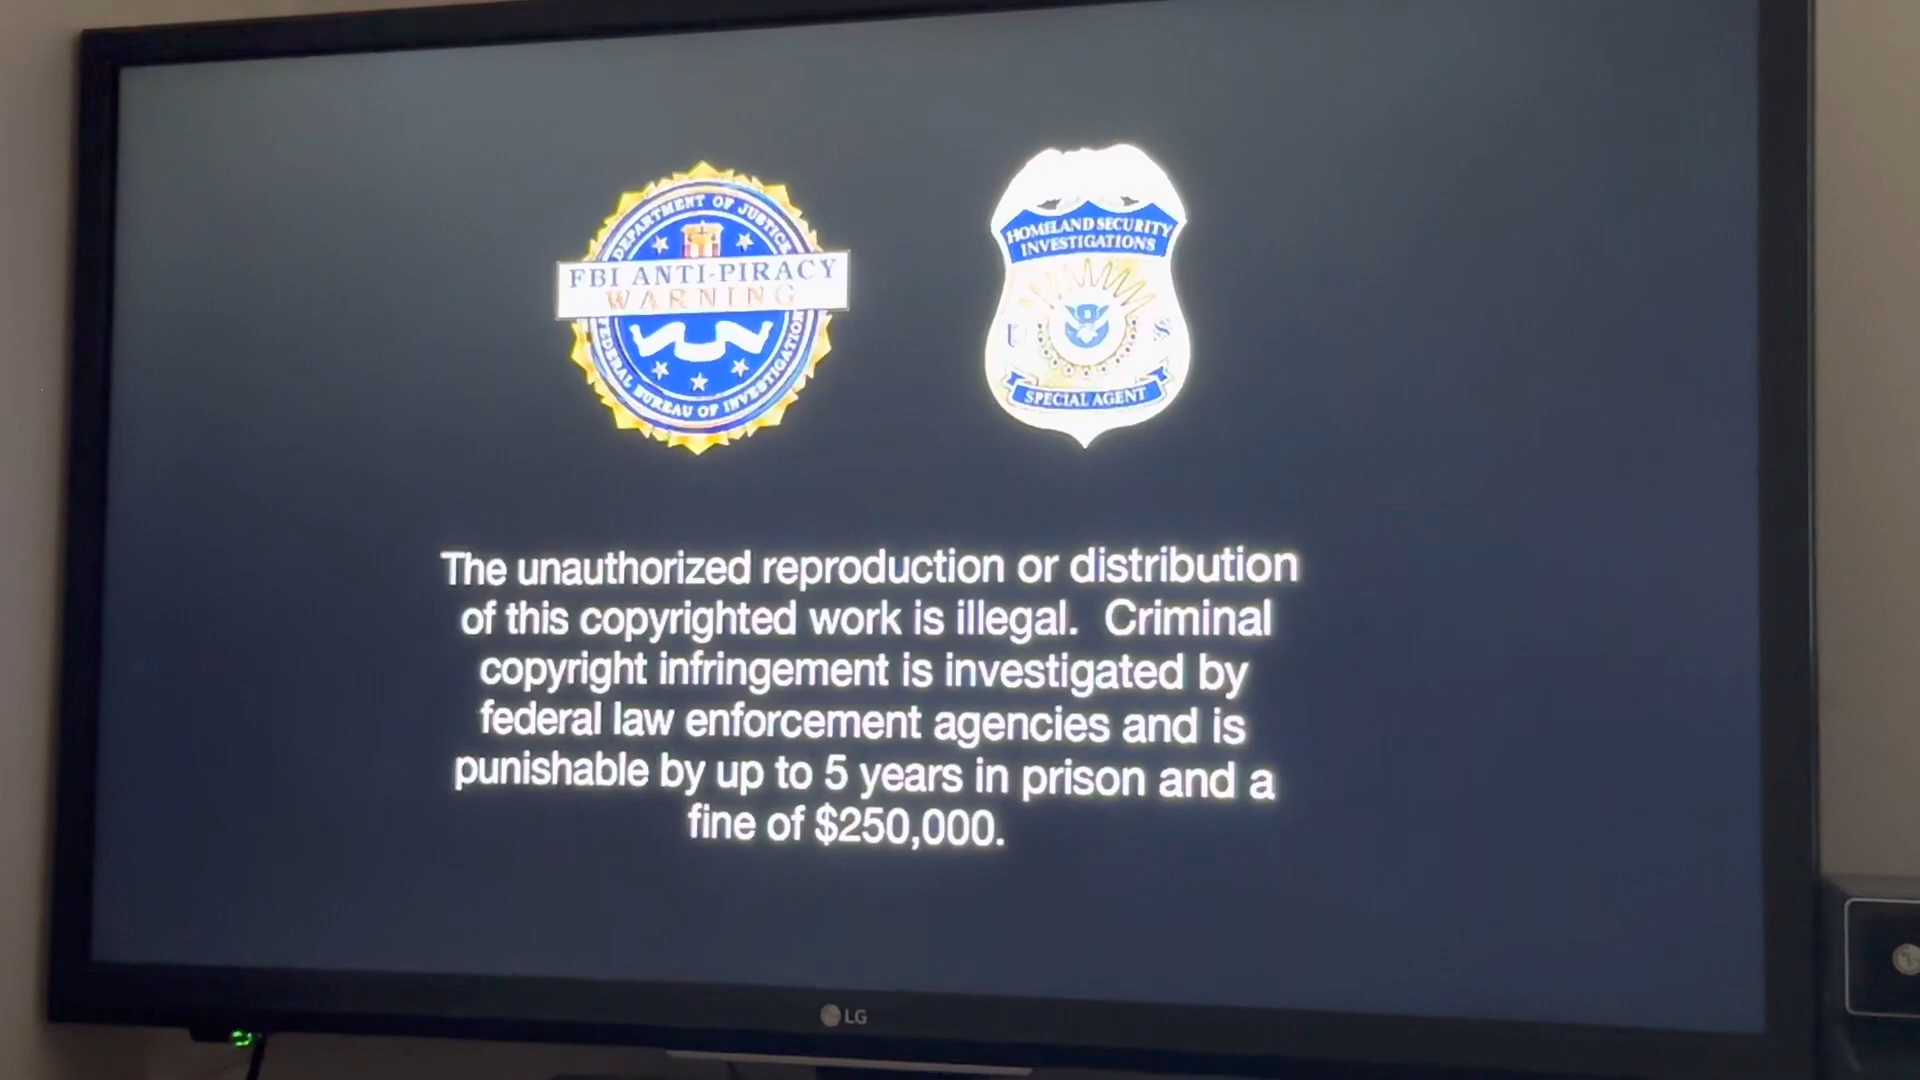 DEPARTMENT OF JUSTICE
FBI ANTI-PIRACY
WARNING
FEDERAL BUREAU OF INVESTIGATION
HOMELAND SECURITY
INVESTIGATIONS
U S
SPECIAL AGENT
The unauthorized reproduction or distribution
of this copyrighted work is illegal. Criminal
copyright infringement is investigated by
federal law enforcement agencies and is
punishable by up to 5 years in prison and a
fine of $250,000.
LG